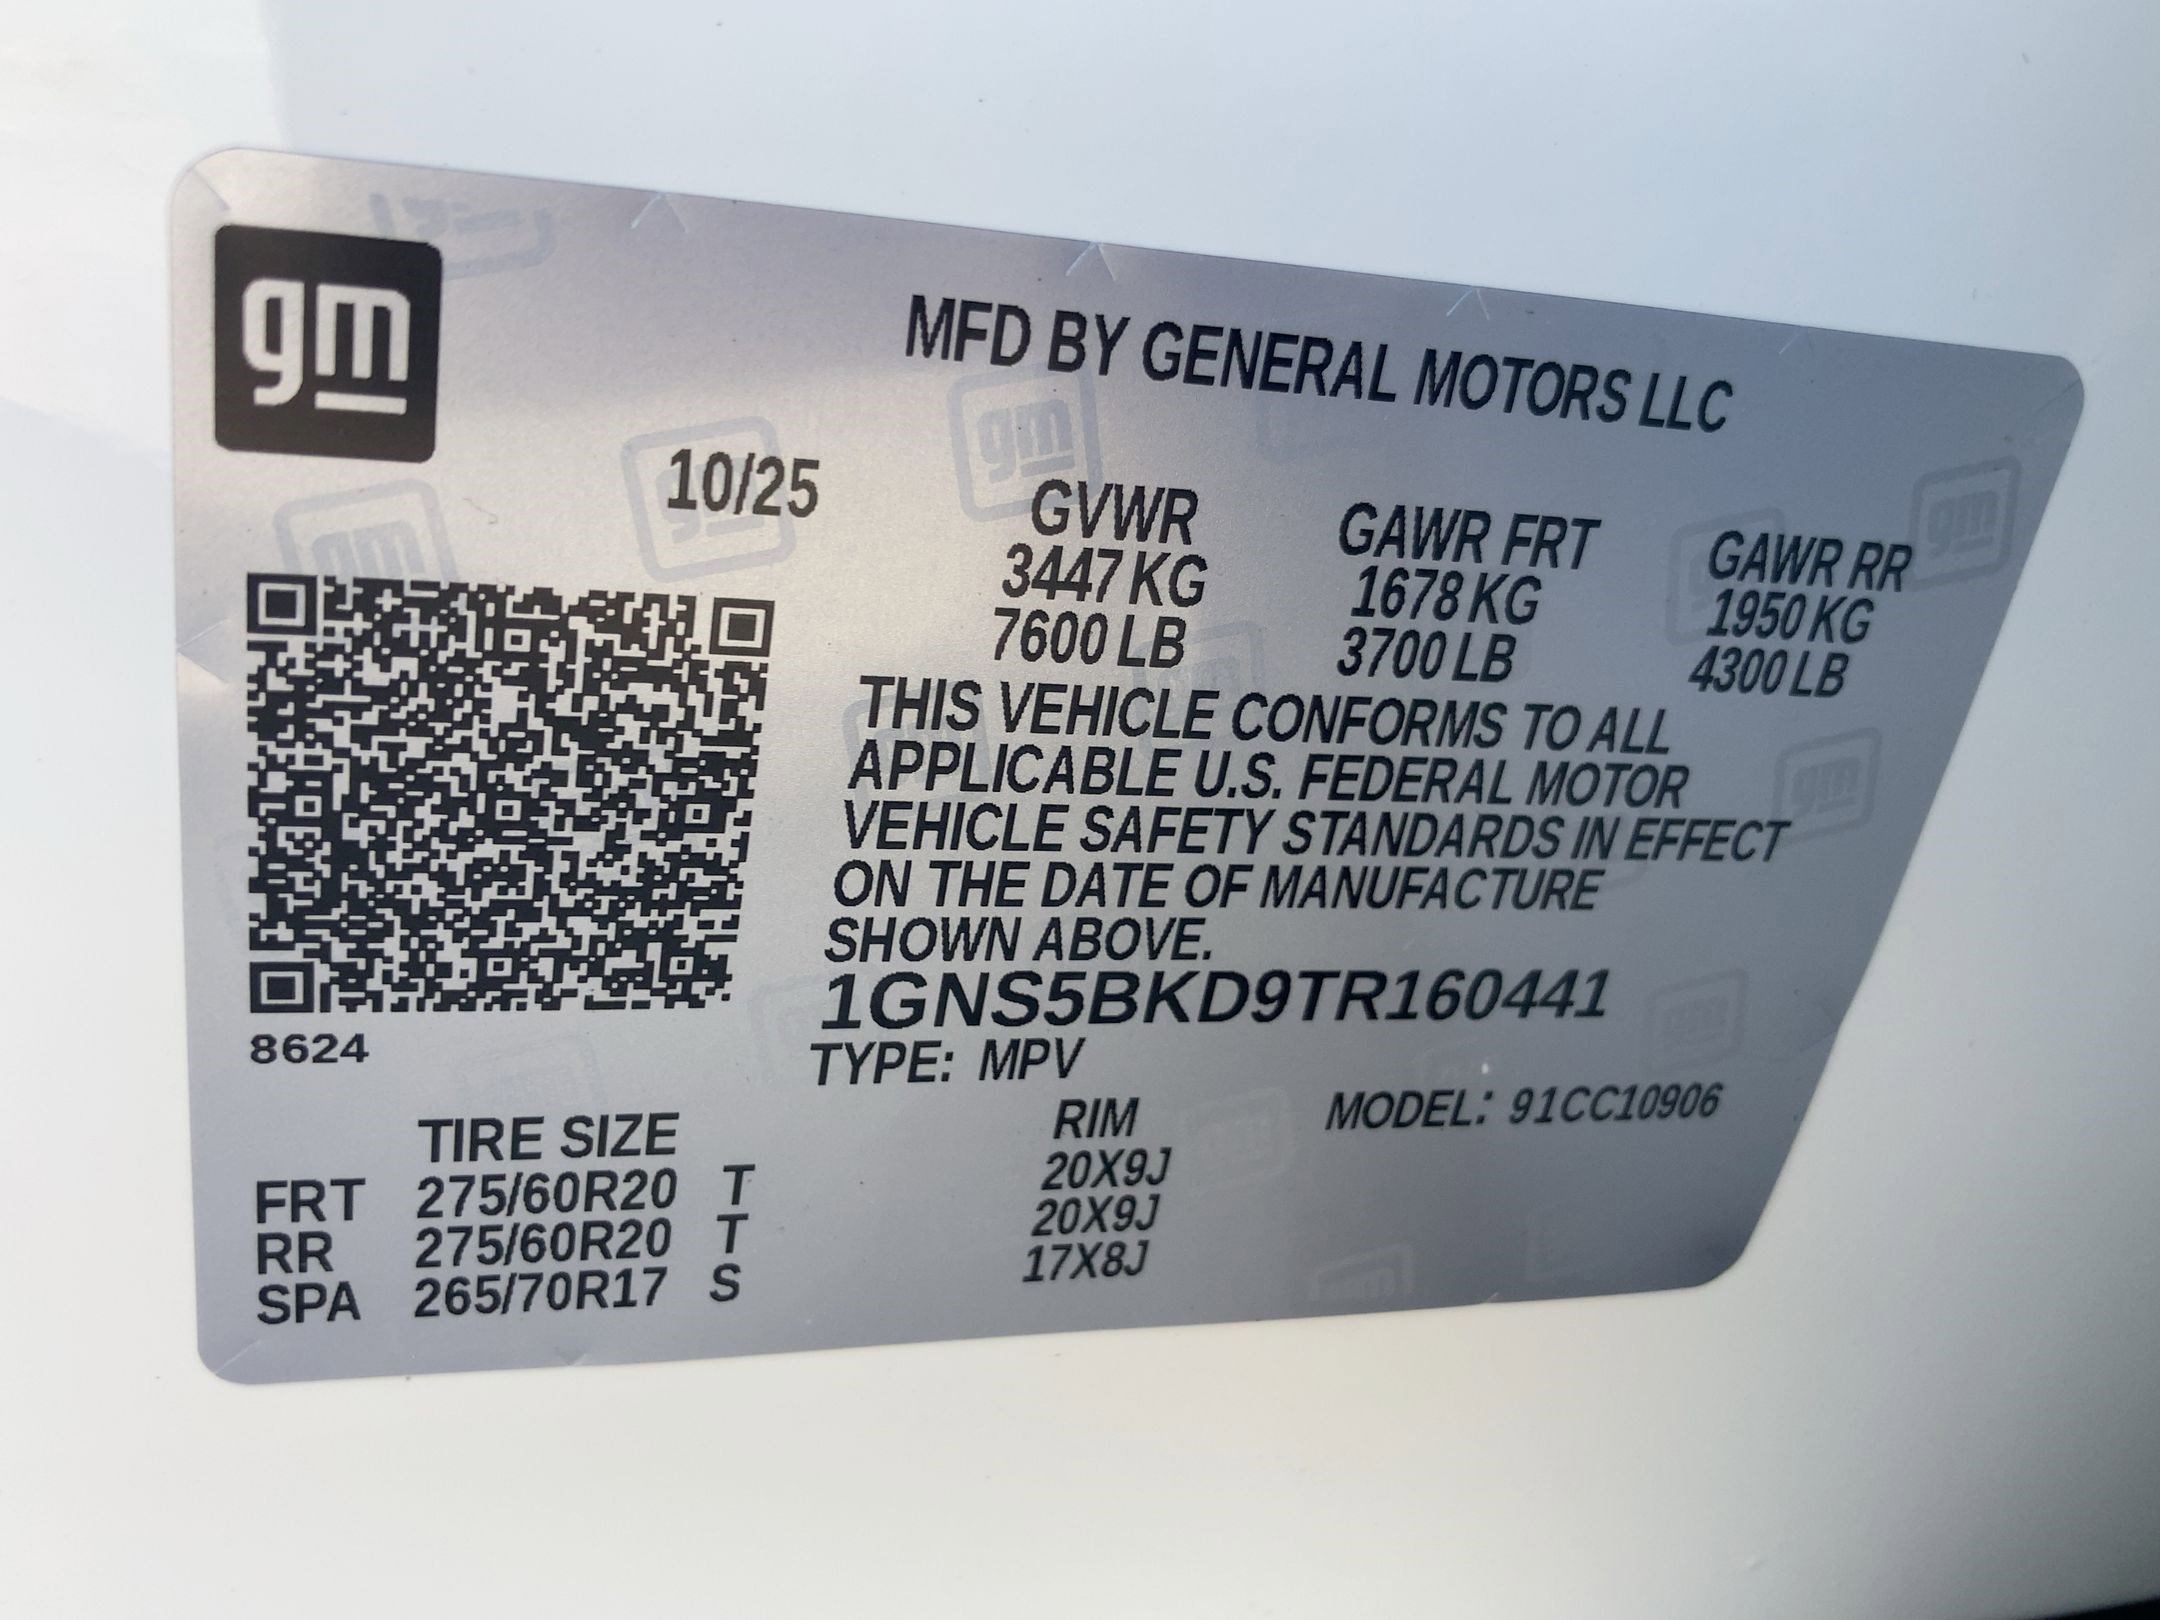 gm
MFD BY GENERAL MOTORS LLC
10/25
GVWR GAWR FRT GAWR RR
3447 KG 1678 KG 1950 KG
7600 LB 3700 LB 4300 LB
THIS VEHICLE CONFORMS TO ALL
APPLICABLE U.S. FEDERAL MOTOR
VEHICLE SAFETY STANDARDS IN EFFECT
ON THE DATE OF MANUFACTURE
SHOWN ABOVE.
1GNS5BKD9TR160441
8624
TYPE: MPV
MODEL: 91CC10906
TIRE SIZE RIM
FRT 275/60R20 T 20X9J
RR 275/60R20 T 20X9J
SPA 265/70R17 S 17X8J